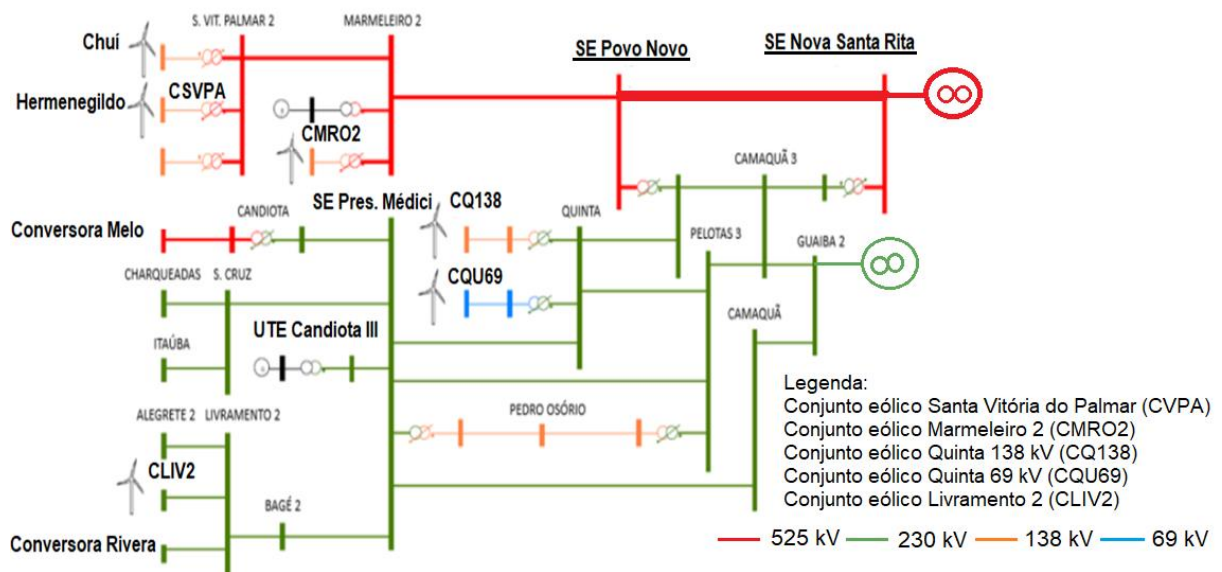 S. VIT. PALMAR 2
MARMELEIRO 2
Chuí
SE Povo Novo
SE Nova Santa Rita
Hermenegildo
CSVPA
CMRO2
CAMAQUÃ 3
SE Pres. Médici
CQ138
QUINTA
CANDIOTA
Conversora Melo
PELOTAS 3
GUAIBA 2
CHARQUEADAS
S. CRUZ
CQU69
CAMAQUÃ
UTE Candiota III
ITAÚBA
ALEGRETE 2
LIVRAMENTO 2
PEDRO OSÓRIO
CLIV2
BAGÉ 2
Conversora Rivera
Legenda:
Conjunto eólico Santa Vitória do Palmar (CVPA)
Conjunto eólico Marmeleiro 2 (CMRO2)
Conjunto eólico Quinta 138 kV (CQ138)
Conjunto eólico Quinta 69 kV (CQU69)
Conjunto eólico Livramento 2 (CLIV2)
525 kV 230 kV 138 kV 69 kV